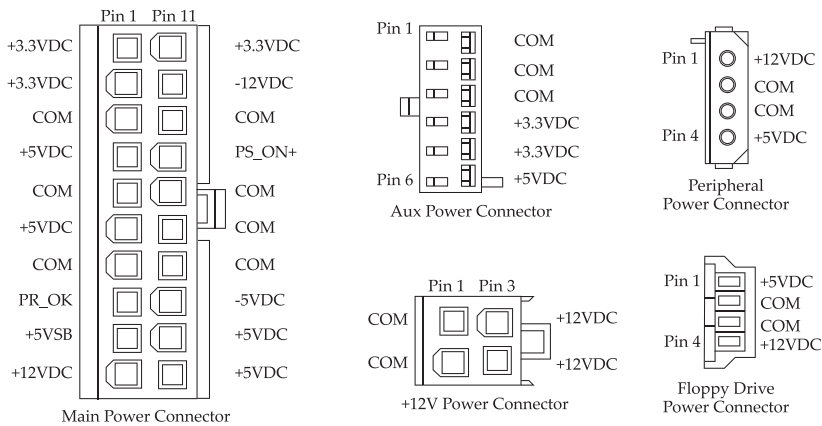 Pin 1 Pin 11
+3.3VDC +3.3VDC
+3.3VDC -12VDC
COM COM
+5VDC PS_ON+
COM COM
+5VDC COM
COM COM
PR_OK -5VDC
+5VSB +5VDC
+12VDC +5VDC
Main Power Connector
Pin 1 COM
COM
COM
+3.3VDC
+3.3VDC
Pin 6 +5VDC
Aux Power Connector
Pin 1 +12VDC
COM
COM
Pin 4 +5VDC
Peripheral
Power Connector
Pin 1 Pin 3
COM +12VDC
COM +12VDC
+12V Power Connector
Pin 1 +5VDC
COM
COM
Pin 4 +12VDC
Floppy Drive
Power Connector